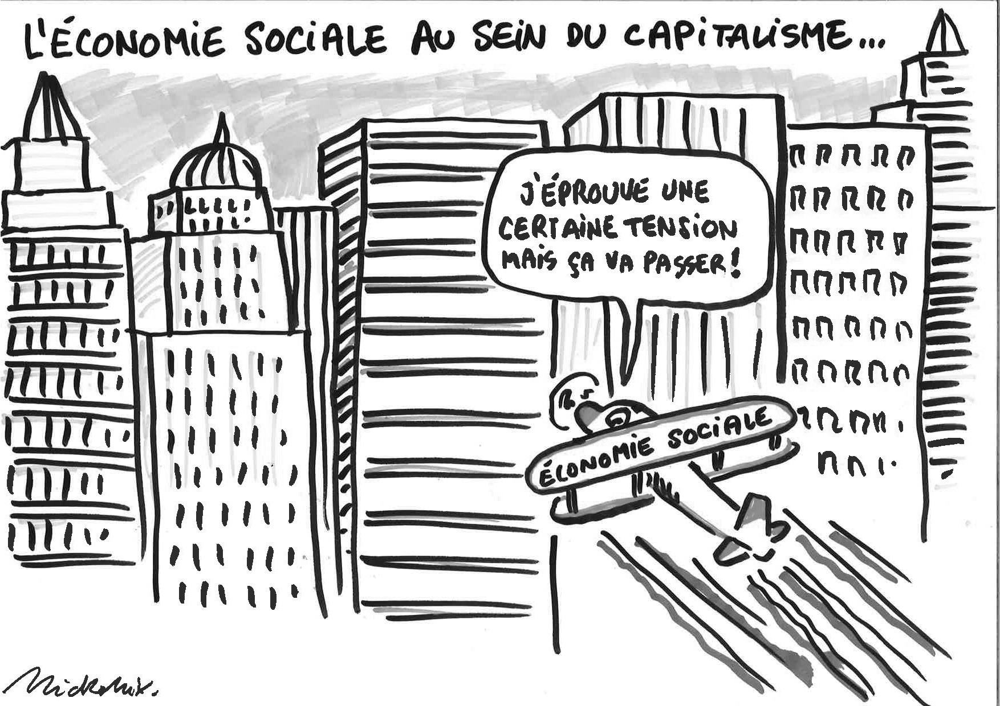 L'ÉCONOMIE SOCIALE AU SEIN DU CAPITALISME...
J'ÉPROUVE UNE
CERTAINE TENSION
MAIS ÇA VA PASSER!
ÉCONOMIE SOCIALE